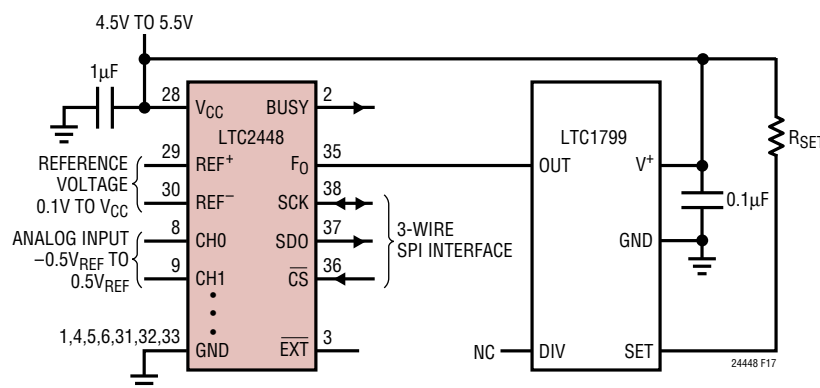 4.5V TO 5.5V
1µF
28
VCC
BUSY
2
LTC2448
LTC1799
RSET
REFERENCE
VOLTAGE
0.1V TO VCC
29
REF+
FO
35
OUT
V+
30
REF−
SCK
38
0.1µF
ANALOG INPUT
−0.5VREF TO
0.5VREF
8
CH0
SDO
37
3-WIRE
SPI INTERFACE
GND
9
CH1
CS
36
1,4,5,6,31,32,33
GND
EXT
3
NC
DIV
SET
24448 F17